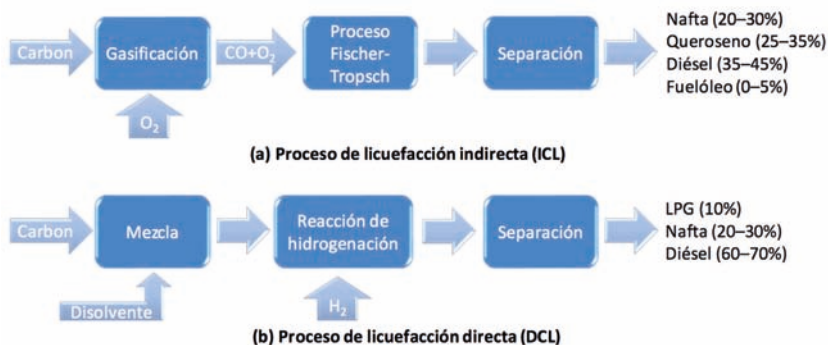 Carbon
Gasificación
CO+O₂
Proceso
Fischer-
Tropsch
Separación
Nafta (20–30%)
Queroseno (25–35%)
Diésel (35–45%)
Fuelóleo (0–5%)
O₂
(a) Proceso de licuefacción indirecta (ICL)
Carbon
Mezcla
Reacción de
hidrogenación
Separación
LPG (10%)
Nafta (20–30%)
Diésel (60–70%)
Disolvente
H₂
(b) Proceso de licuefacción directa (DCL)